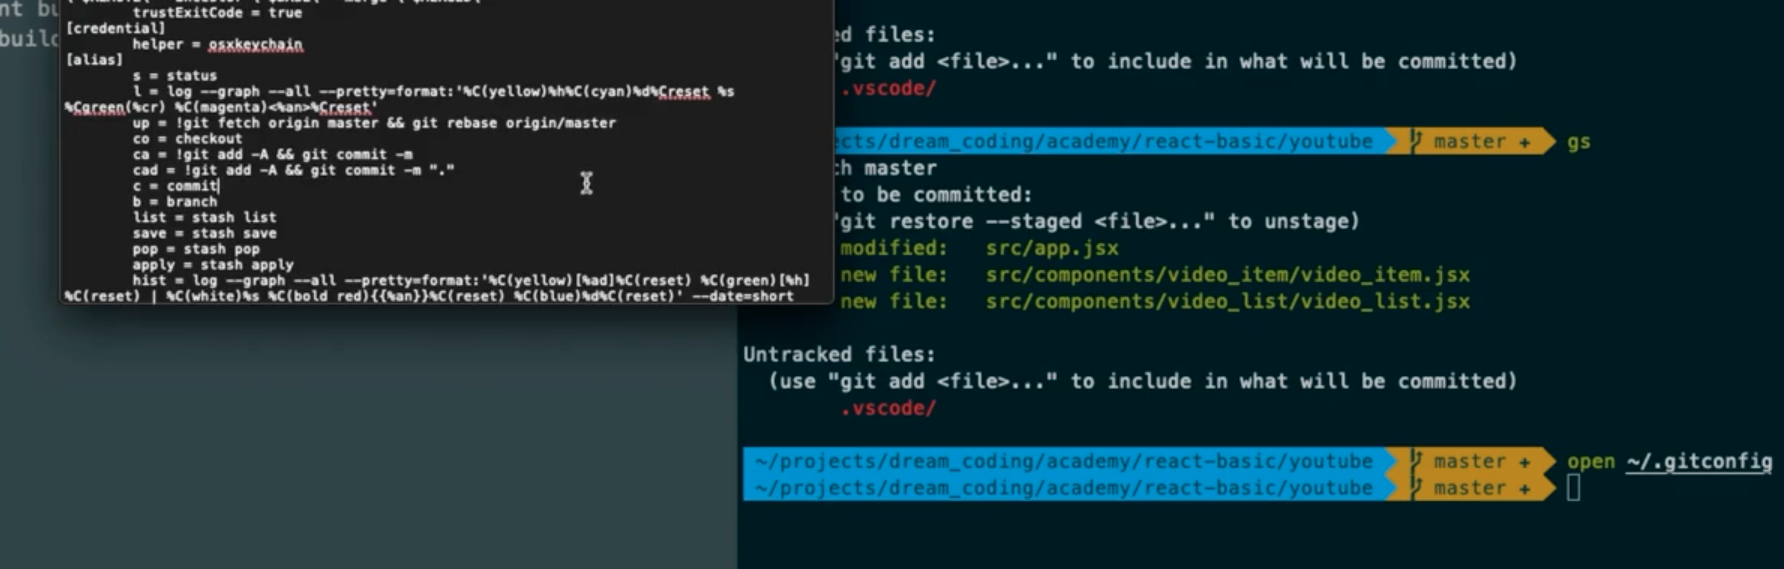 nt bu
build
trustExitCode = true
[credential]
helper = osxkeychain
[alias]
s = status
l = log --graph --all --pretty=format:'%C(yellow)%h%C(cyan)%d%Creset %s
%Cgreen(%cr) %C(magenta)<%an>%Creset'
up = !git fetch origin master && git rebase origin/master
co = checkout
ca = !git add -A && git commit -m
cad = !git add -A && git commit -m "."
c = commit
b = branch
list = stash list
save = stash save
pop = stash pop
apply = stash apply
hist = log --graph --all --pretty=format:'%C(yellow)[%ad]%C(reset) %C(green)[%h]
%C(reset) | %C(white)%s %C(bold red){{%an}}%C(reset) %C(blue)%d%C(reset)' --date=short
ed files:
"git add <file>..." to include in what will be committed)
.vscode/
ects/dream_coding/academy/react-basic/youtube master + gs
ch master
to be committed:
"git restore --staged <file>..." to unstage)
modified: src/app.jsx
new file: src/components/video_item/video_item.jsx
new file: src/components/video_list/video_list.jsx
Untracked files:
(use "git add <file>..." to include in what will be committed)
.vscode/
~/projects/dream_coding/academy/react-basic/youtube master + open ~/.gitconfig
~/projects/dream_coding/academy/react-basic/youtube master +